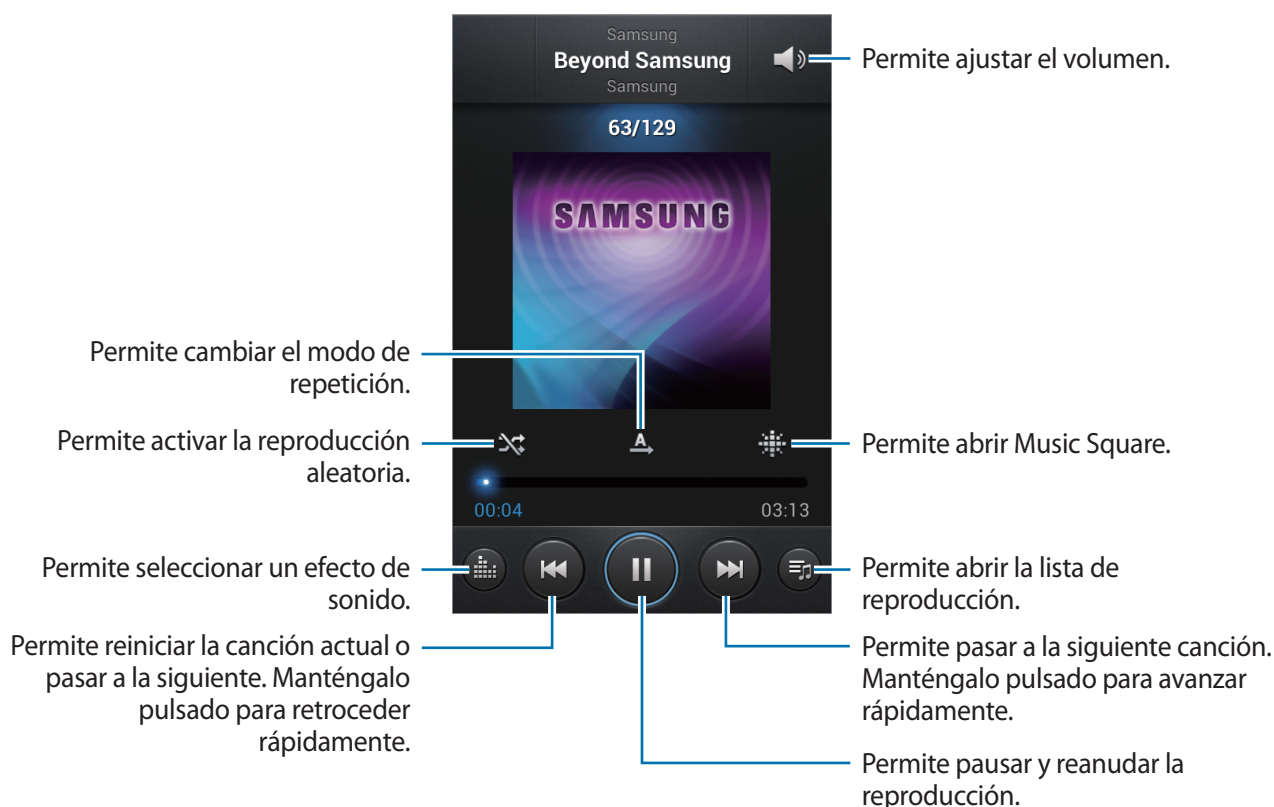 Samsung
Beyond Samsung
Samsung
Permite ajustar el volumen.
63/129
SAMSUNG
Permite cambiar el modo de
repetición.
A
Permite activar la reproducción
aleatoria.
Permite abrir Music Square.
00:04
03:13
Permite seleccionar un efecto de
sonido.
Permite abrir la lista de
reproducción.
Permite reiniciar la canción actual o
pasar a la siguiente. Manténgalo
pulsado para retroceder
rápidamente.
Permite pasar a la siguiente canción.
Manténgalo pulsado para avanzar
rápidamente.
Permite pausar y reanudar la
reproducción.